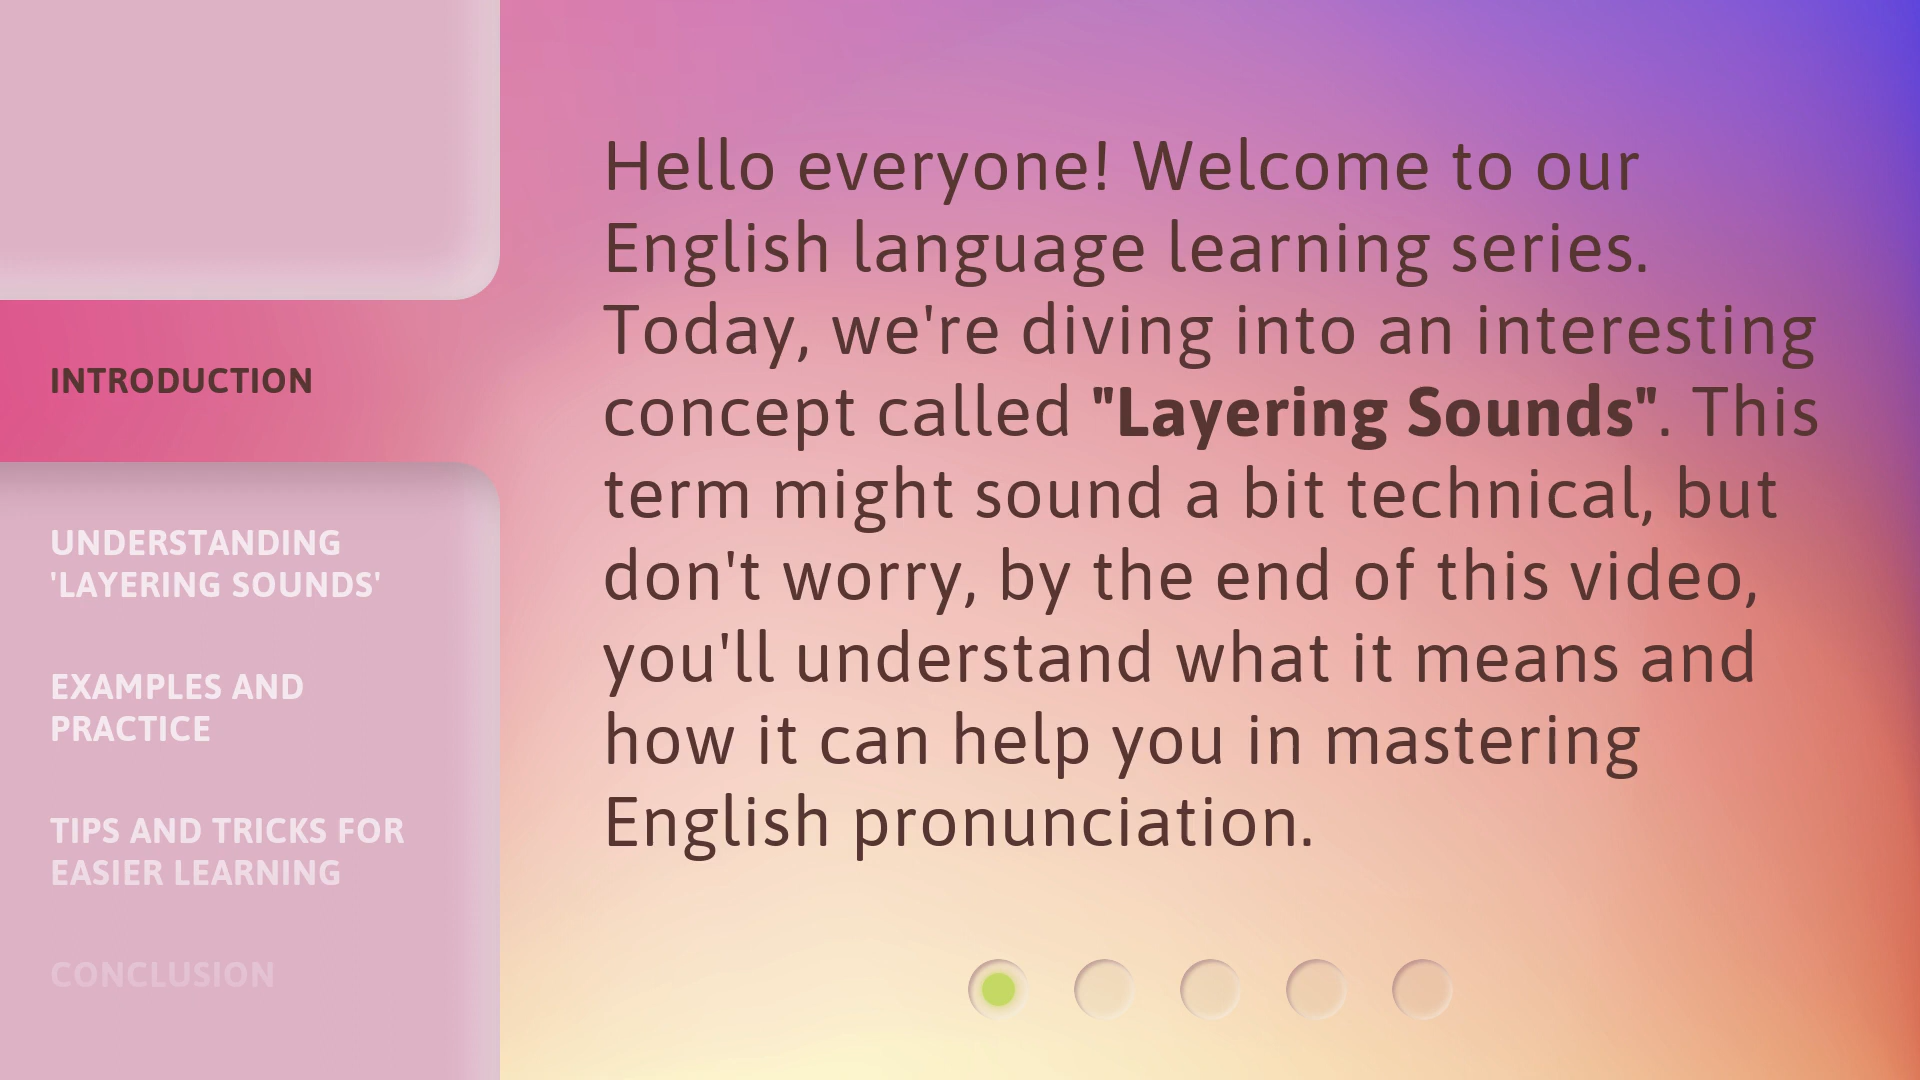 INTRODUCTION
UNDERSTANDING
'LAYERING SOUNDS'
EXAMPLES AND
PRACTICE
TIPS AND TRICKS FOR
EASIER LEARNING
CONCLUSION
Hello everyone! Welcome to our
English language learning series.
Today, we're diving into an interesting
concept called "Layering Sounds". This
term might sound a bit technical, but
don't worry, by the end of this video,
you'll understand what it means and
how it can help you in mastering
English pronunciation.